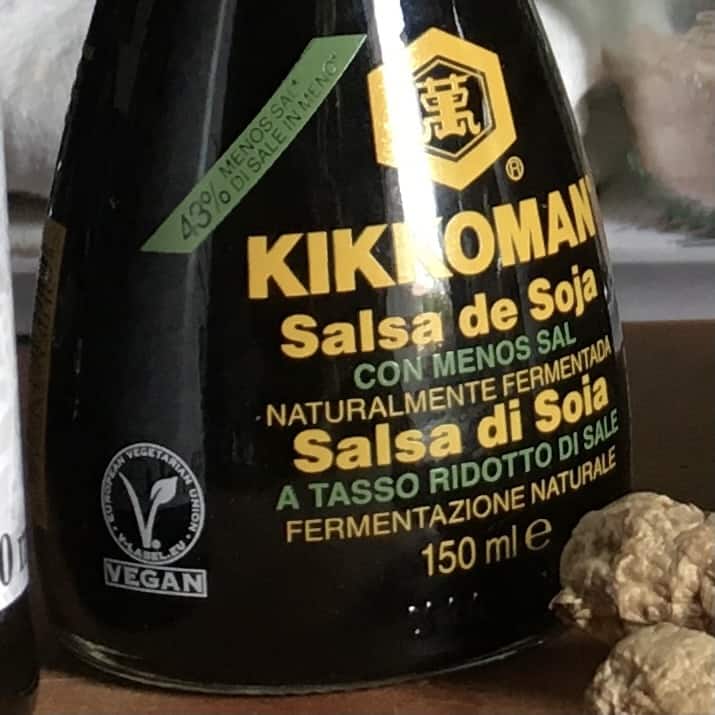 43% MENOS SAL*
DI SALE IN MENO*
萬
®
KIKKOMAN
Salsa de Soja
CON MENOS SAL
NATURALMENTE FERMENTADA
Salsa di Soia
A TASSO RIDOTTO DI SALE
FERMENTAZIONE NATURALE
150 ml e
EUROPEAN VEGETARIAN UNION
V-LABEL.EU
VEGAN